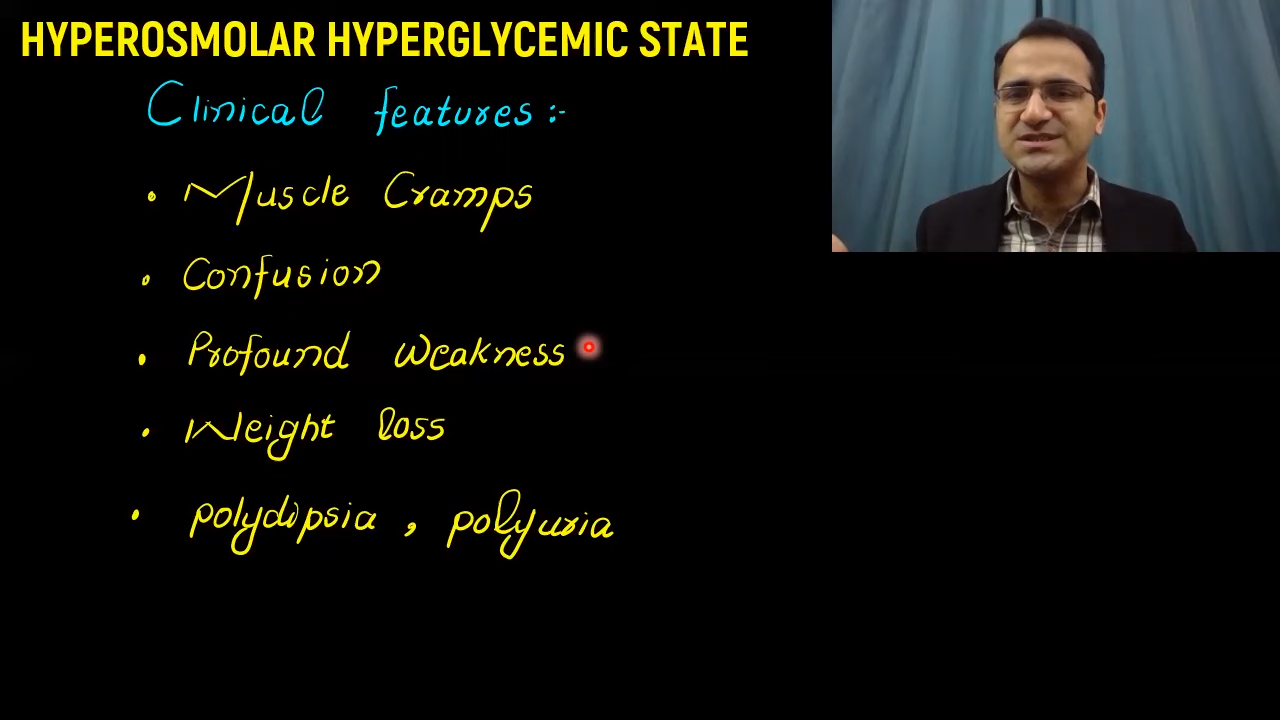 HYPEROSMOLAR HYPERGLYCEMIC STATE
Clinical features :-
• Muscle Cramps
• Confusion
• Profound Weakness
• Weight loss
• polydipsia , polyuria